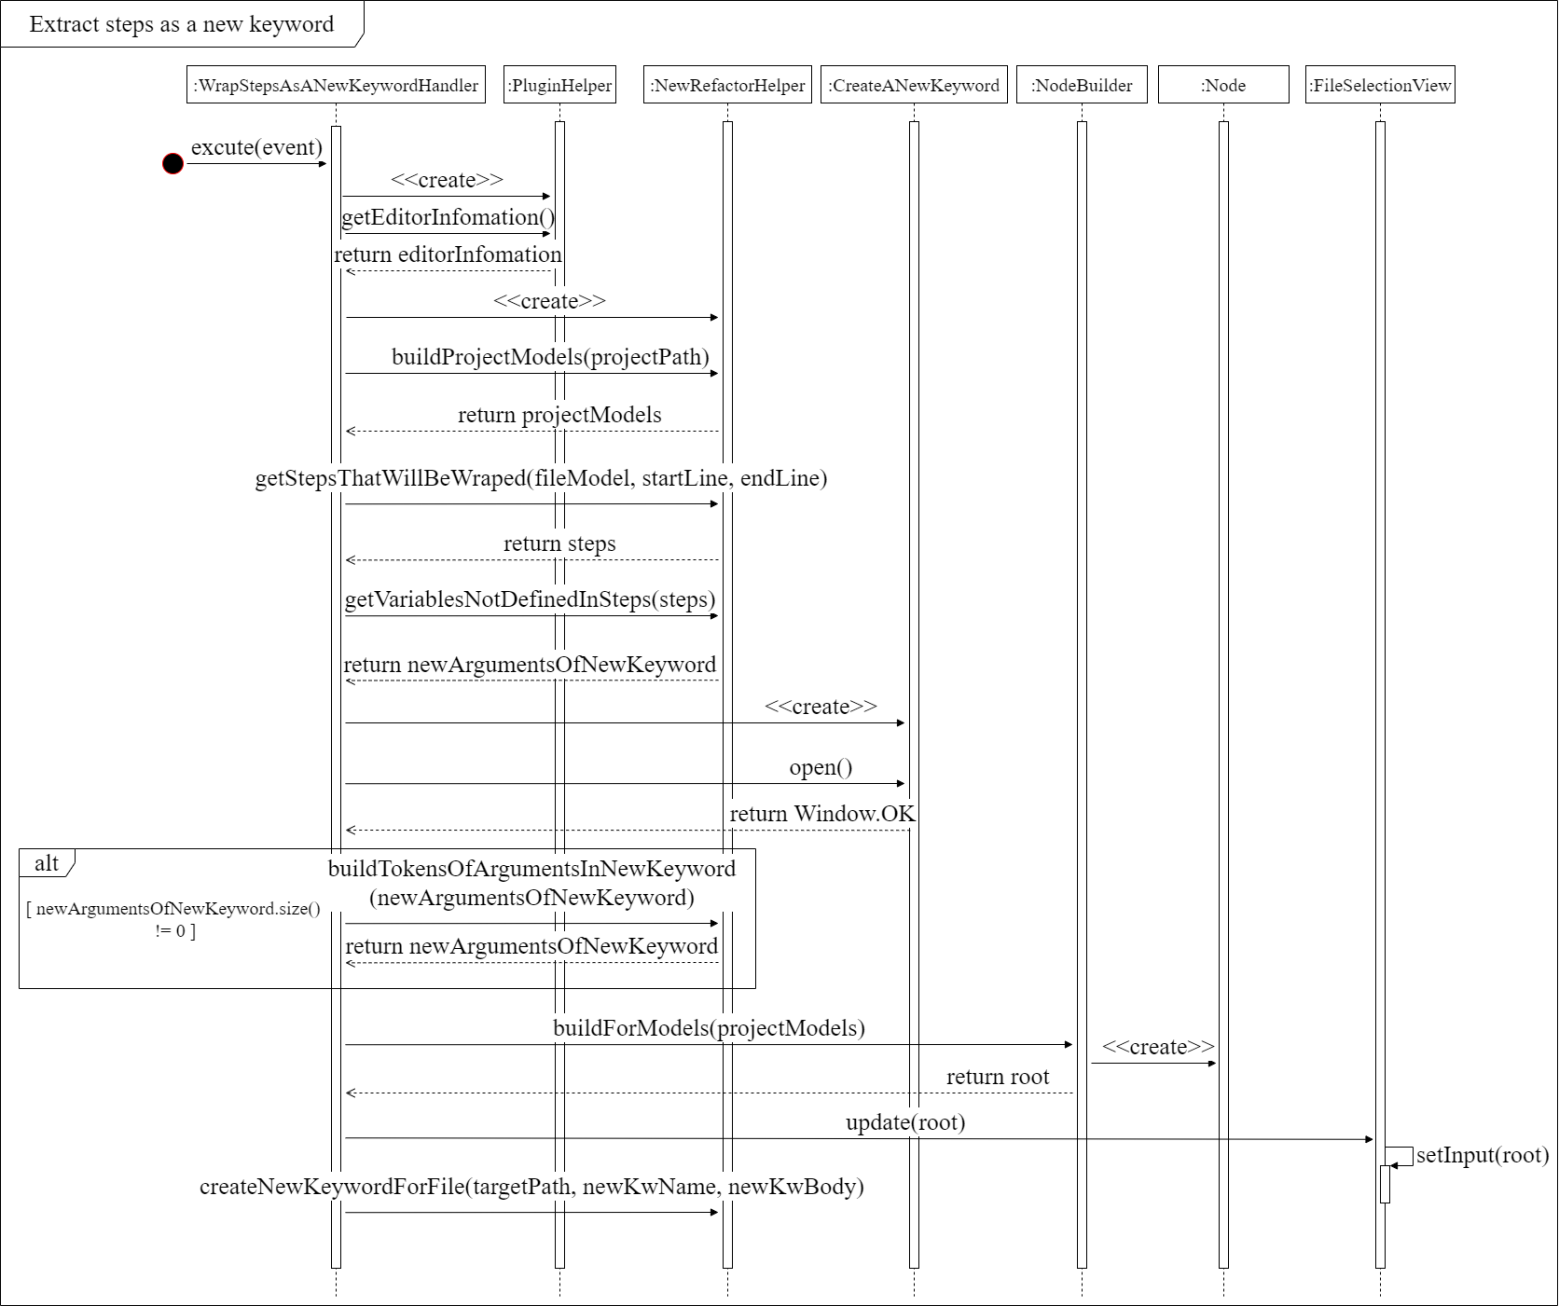 Extract steps as a new keyword
:WrapStepsAsANewKeywordHandler
:PluginHelper
:NewRefactorHelper
:CreateANewKeyword
:NodeBuilder
:Node
:FileSelectionView
excute(event)
<<create>>
getEditorInfomation()
return editorInfomation
<<create>>
buildProjectModels(projectPath)
return projectModels
getStepsThatWillBeWraped(fileModel, startLine, endLine)
return steps
getVariablesNotDefinedInSteps(steps)
return newArgumentsOfNewKeyword
<<create>>
open()
return Window.OK
alt
buildTokensOfArgumentsInNewKeyword
(newArgumentsOfNewKeyword)
[ newArgumentsOfNewKeyword.size()
!= 0 ]
return newArgumentsOfNewKeyword
buildForModels(projectModels)
<<create>>
return root
update(root)
setInput(root)
createNewKeywordForFile(targetPath, newKwName, newKwBody)